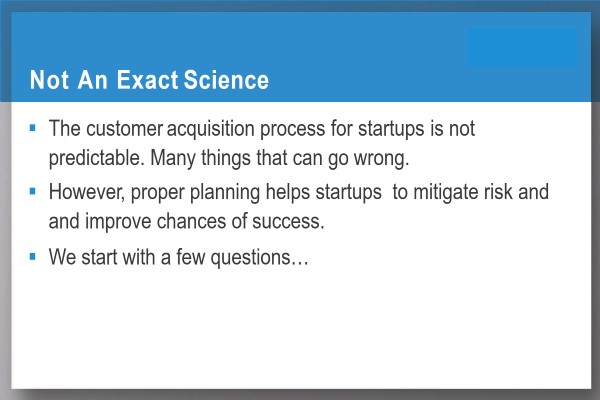 Not An Exact Science
The customer acquisition process for startups is not
predictable. Many things that can go wrong.
However, proper planning helps startups  to mitigate risk and
and improve chances of success.
We start with a few questions…